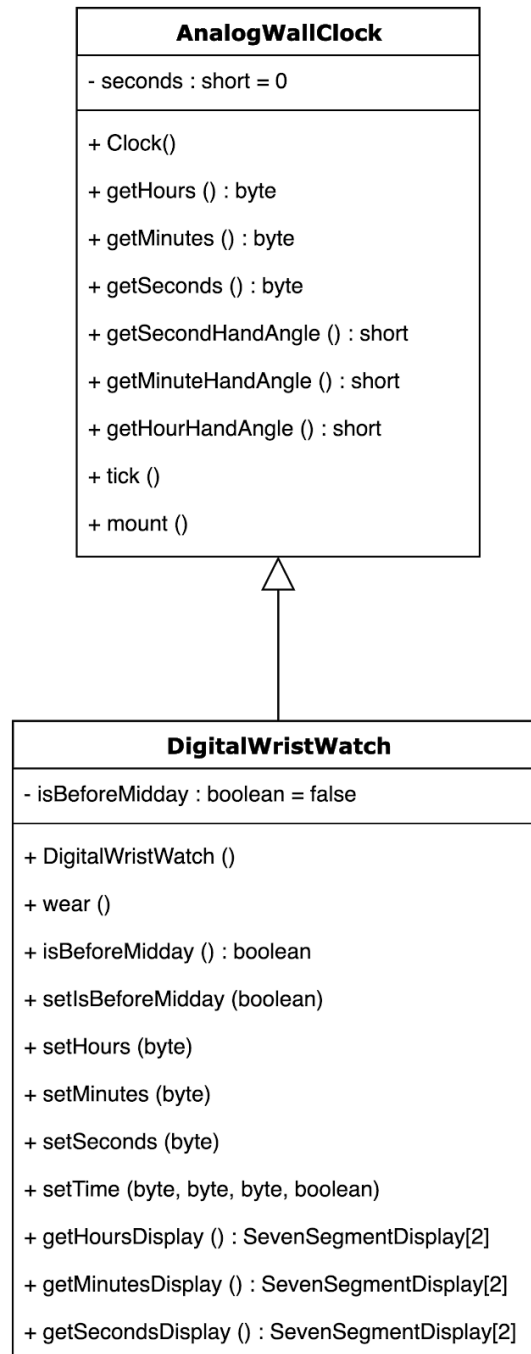 AnalogWallClock
- seconds : short = 0
+ Clock()
+ getHours () : byte
+ getMinutes () : byte
+ getSeconds () : byte
+ getSecondHandAngle () : short
+ getMinuteHandAngle () : short
+ getHourHandAngle () : short
+ tick ()
+ mount ()
DigitalWristWatch
- isBeforeMidday : boolean = false
+ DigitalWristWatch ()
+ wear ()
+ isBeforeMidday () : boolean
+ setIsBeforeMidday (boolean)
+ setHours (byte)
+ setMinutes (byte)
+ setSeconds (byte)
+ setTime (byte, byte, byte, boolean)
+ getHoursDisplay () : SevenSegmentDisplay[2]
+ getMinutesDisplay () : SevenSegmentDisplay[2]
+ getSecondsDisplay () : SevenSegmentDisplay[2]